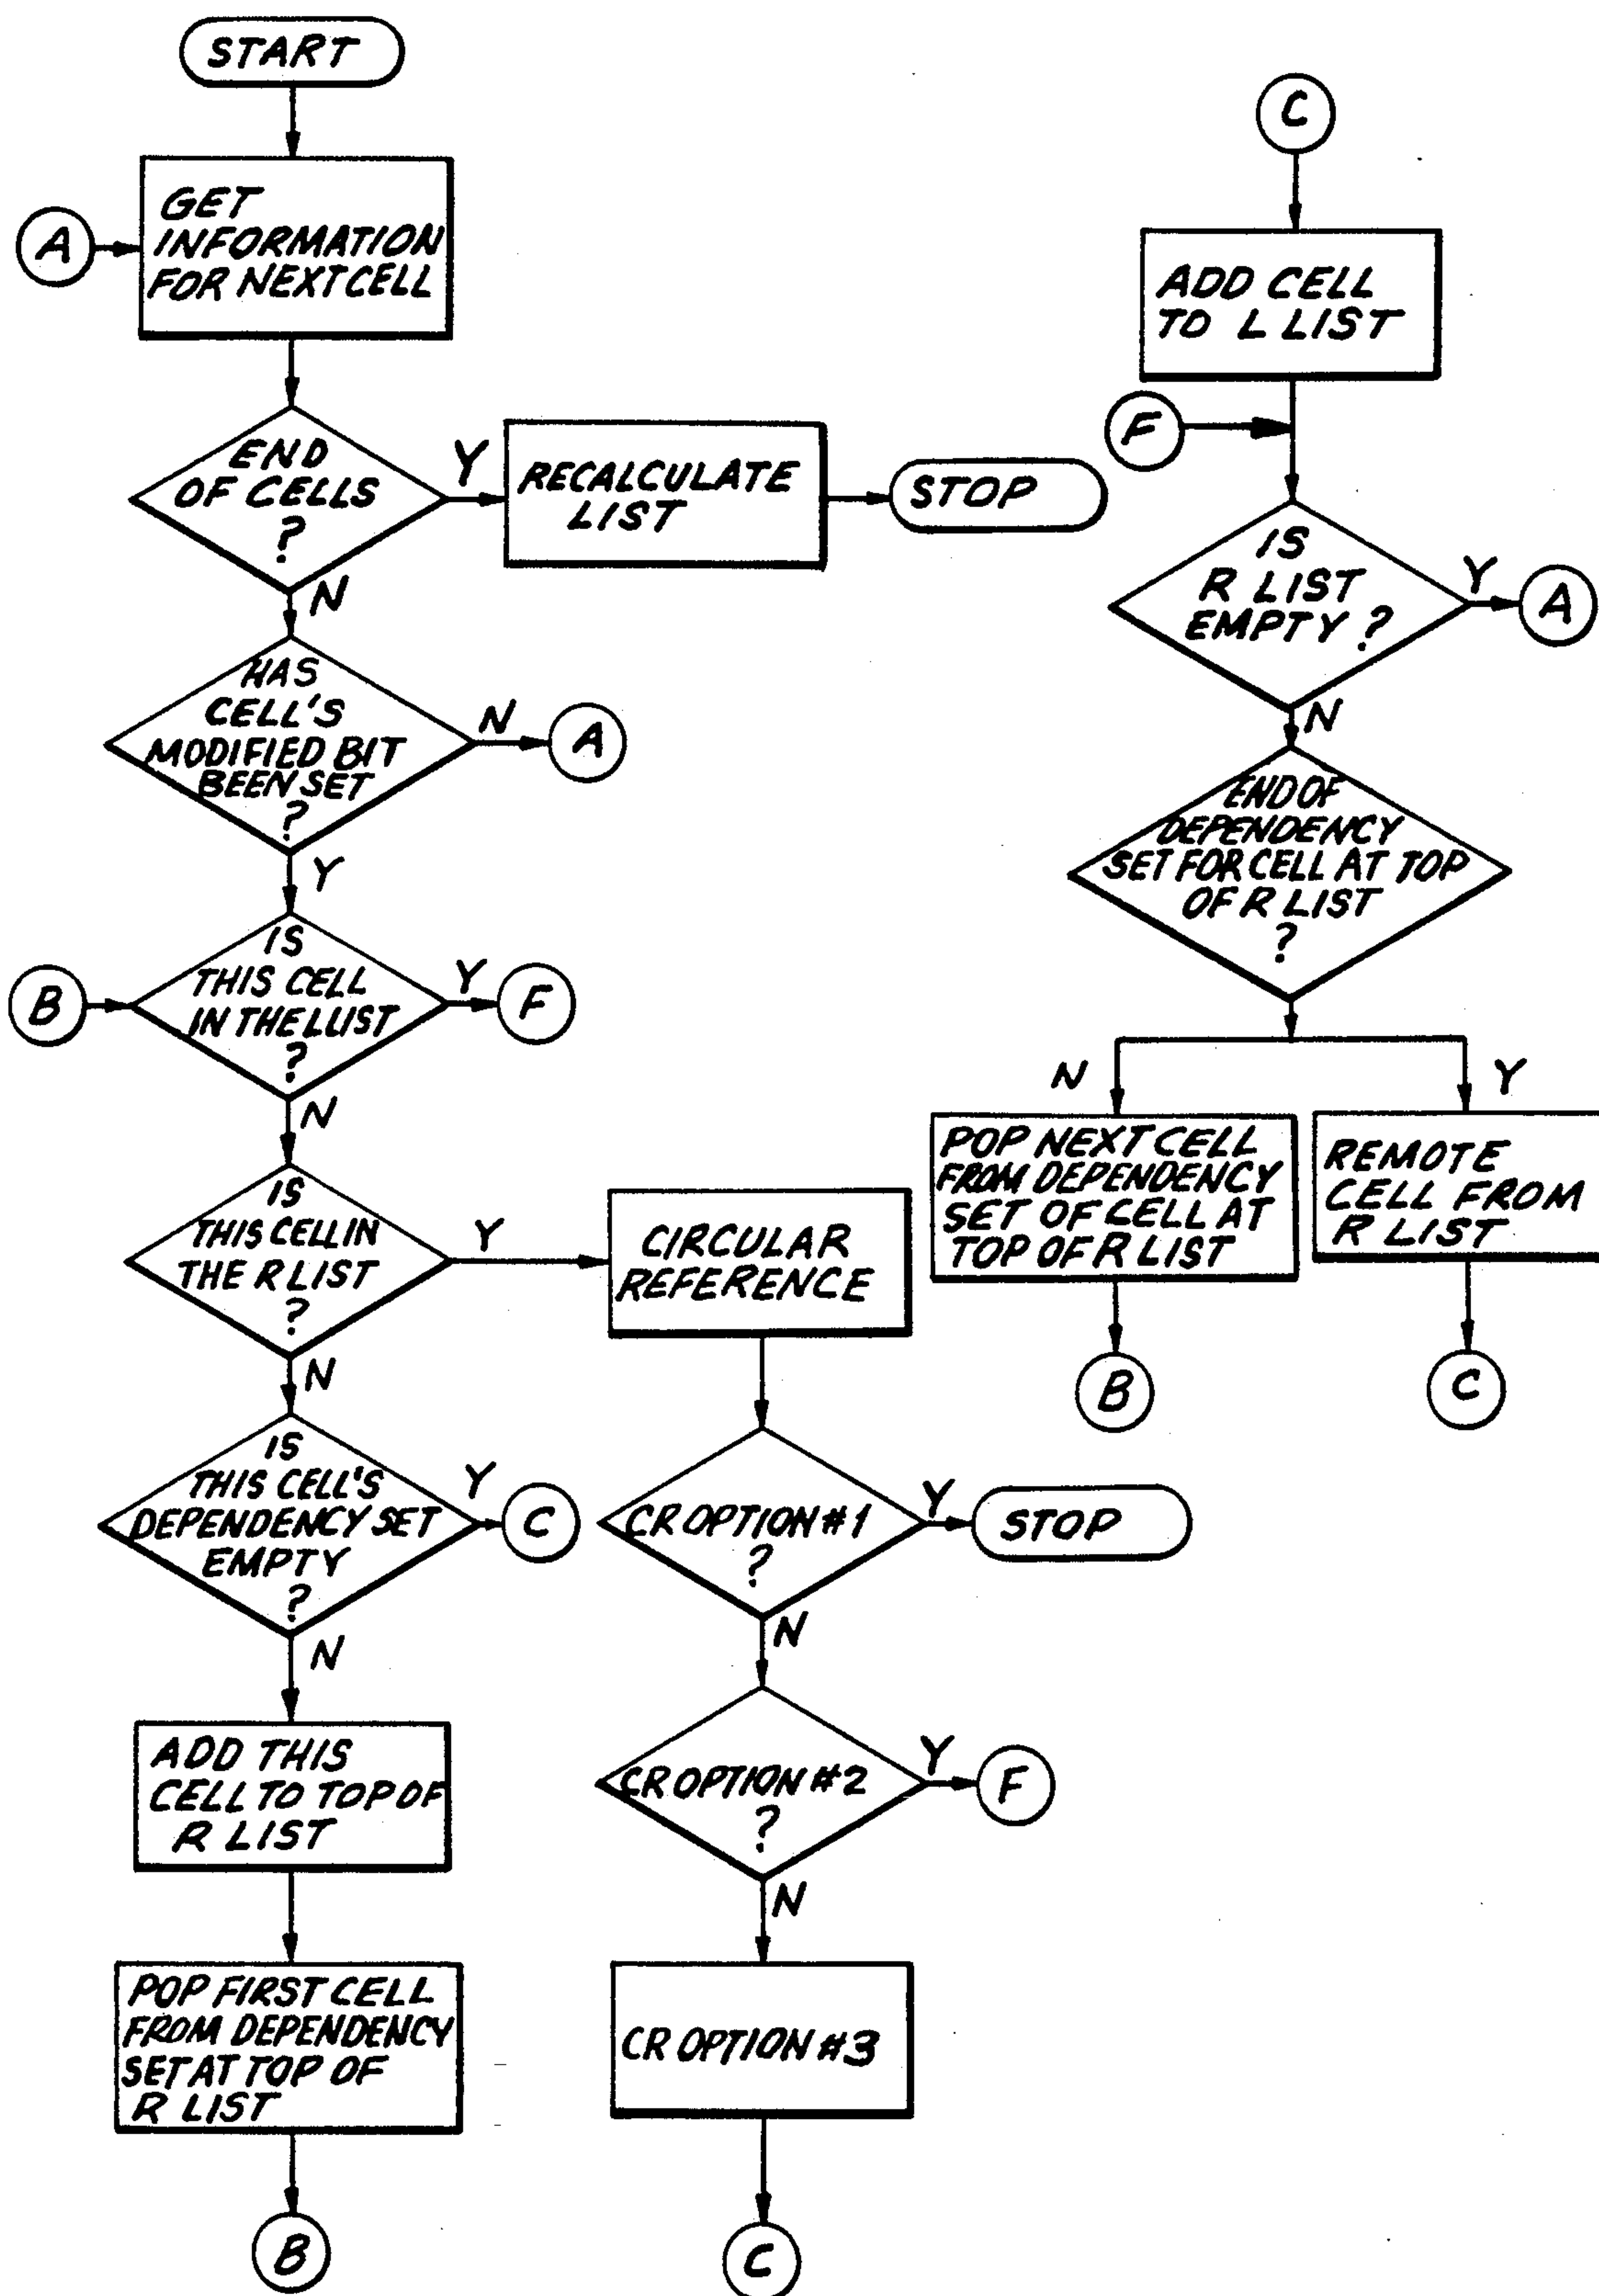 START
A
GET
INFORMATION
FOR NEXT CELL
END
OF CELLS
?
Y
RECALCULATE
LIST
STOP
N
HAS
CELL'S
MODIFIED BIT
BEEN SET
?
N
A
Y
B
IS
THIS CELL
IN THE L LIST
?
Y
F
N
IS
THIS CELL IN
THE R LIST
?
Y
CIRCULAR
REFERENCE
N
IS
THIS CELL'S
DEPENDENCY SET
EMPTY
?
Y
C
N
ADD THIS
CELL TO TOP OF
R LIST
POP FIRST CELL
FROM DEPENDENCY
SET AT TOP OF
R LIST
B
CR OPTION #1
?
Y
STOP
N
CR OPTION #2
?
Y
F
N
CR OPTION #3
C
C
ADD CELL
TO L LIST
F
IS
R LIST
EMPTY ?
Y
A
N
END OF
DEPENDENCY
SET FOR CELL AT TOP
OF R LIST
?
N
Y
POP NEXT CELL
FROM DEPENDENCY
SET OF CELL AT
TOP OF R LIST
B
REMOTE
CELL FROM
R LIST
C